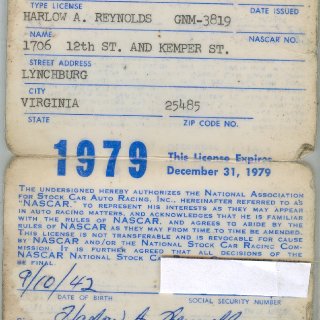 TYPE LICENSE DATE ISSUED
HARLOW A. REYNOLDS GNM-3819
NAME. NASCAR NO.
1706 12th ST. AND KEMPER ST.
STREET ADDRESS
LYNCHBURG
CITY
VIRGINIA 25485
STATE ZIP CODE NO.
1979 This License Expires
December 31, 1979
THE UNDERSIGNED HEREBY AUTHORIZES THE NATIONAL ASSOCIATION
FOR STOCK CAR AUTO RACING, INC., HEREINAFTER REFERRED TO AS
"NASCAR," TO REPRESENT HIS INTERESTS AS THEY MAY APPEAR
IN AUTO RACING MATTERS, AND ACKNOWLEDGES THAT HE IS FAMILIAR
WITH THE RULES OF NASCAR, AND AGREES TO ABIDE BY THE
RULES OF NASCAR AS THEY MAY FROM TIME TO TIME BE AMENDED.
THIS LICENSE IS NOT TRANSFERABLE AND IS REVOCABLE FOR CAUSE
BY NASCAR AND/OR THE NATIONAL STOCK CAR RACING COM-
MISSION. IT IS FURTHER AGREED THAT ALL DECISIONS OF THE
NASCAR NATIONAL STOCK
BE FINAL
9/10/42
DATE OF BIRTH SOCIAL SECURITY NUMBER
Harlow A. Reynolds